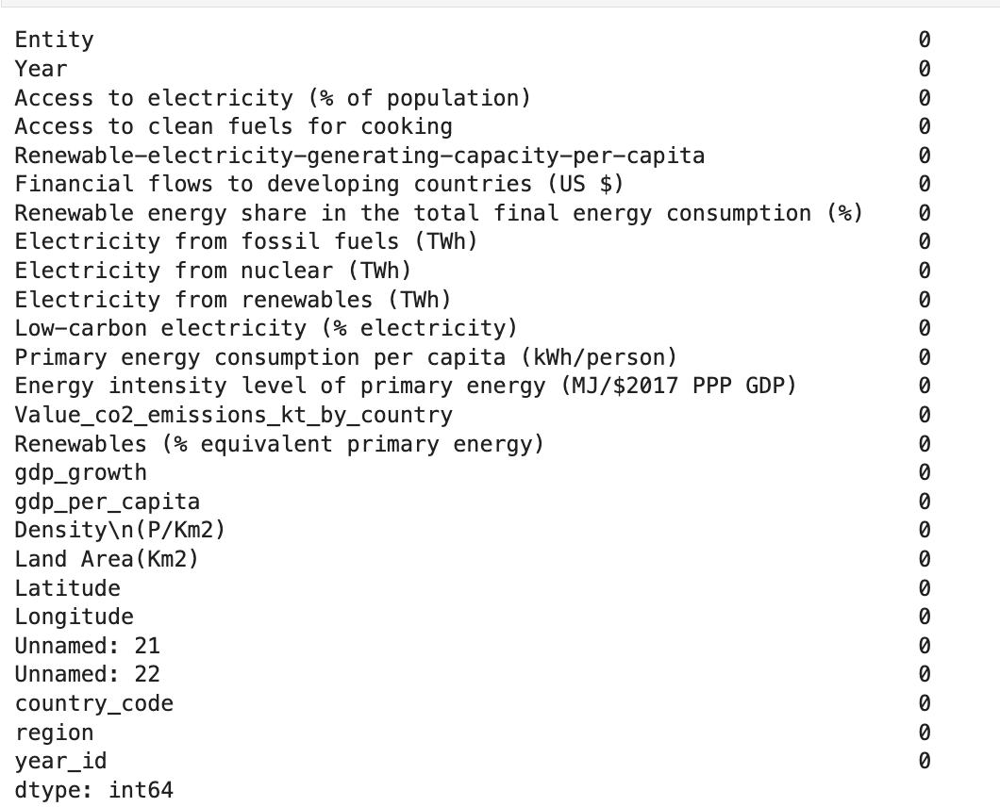 Entity 0
Year 0
Access to electricity (% of population) 0
Access to clean fuels for cooking 0
Renewable-electricity-generating-capacity-per-capita 0
Financial flows to developing countries (US $) 0
Renewable energy share in the total final energy consumption (%) 0
Electricity from fossil fuels (TWh) 0
Electricity from nuclear (TWh) 0
Electricity from renewables (TWh) 0
Low-carbon electricity (% electricity) 0
Primary energy consumption per capita (kWh/person) 0
Energy intensity level of primary energy (MJ/$2017 PPP GDP) 0
Value_co2_emissions_kt_by_country 0
Renewables (% equivalent primary energy) 0
gdp_growth 0
gdp_per_capita 0
Density\n(P/Km2) 0
Land Area(Km2) 0
Latitude 0
Longitude 0
Unnamed: 21 0
Unnamed: 22 0
country_code 0
region 0
year_id 0
dtype: int64